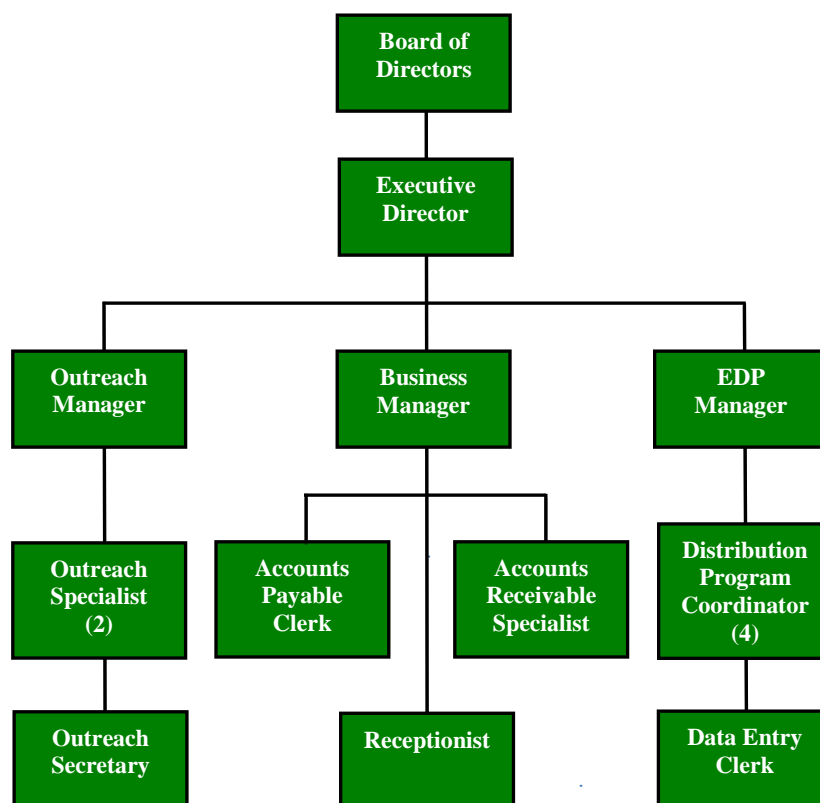 Board of
Directors
Executive
Director
Outreach
Manager
Business
Manager
EDP
Manager
Outreach
Specialist
(2)
Accounts
Payable
Clerk
Accounts
Receivable
Specialist
Distribution
Program
Coordinator
(4)
Outreach
Secretary
Receptionist
Data Entry
Clerk